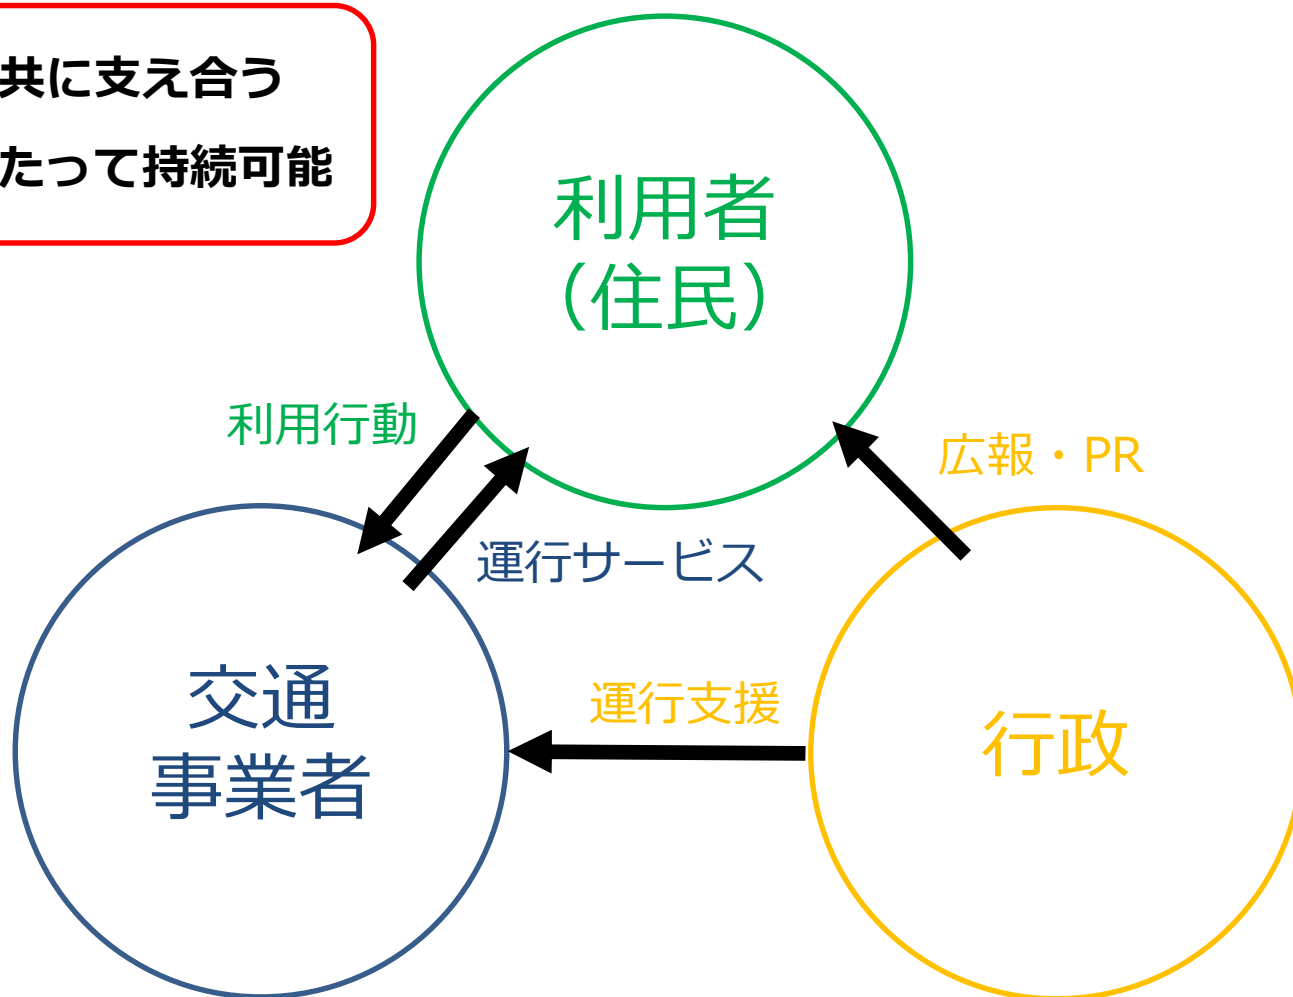 共に支え合う
たって持続可能
利用者
（住民）
利用行動
広報・PR
運行サービス
交通
事業者
運行支援
行政